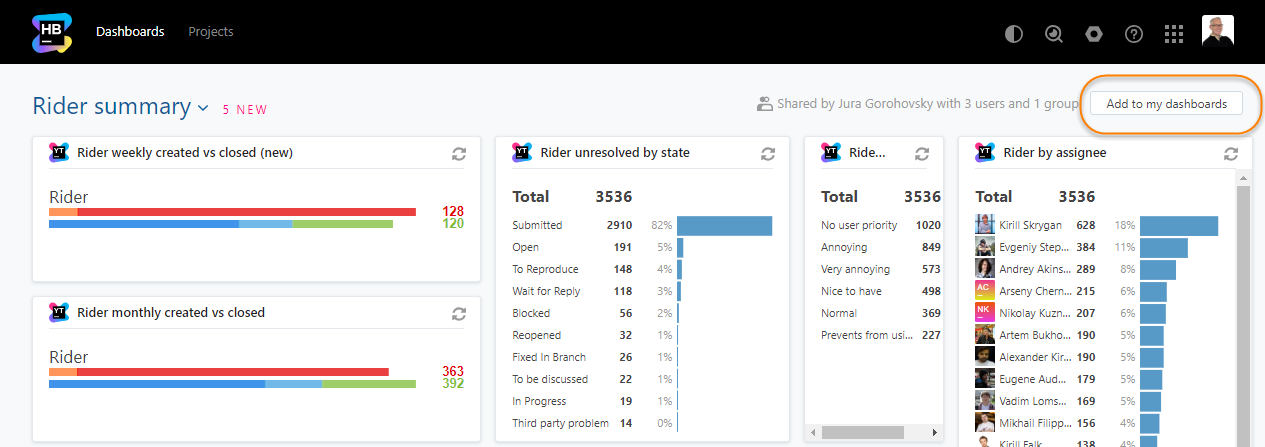 HB Dashboards Projects
Rider summary 5 NEW Shared by Jura Gorohovsky with 3 users and 1 group Add to my dashboards
YT Rider weekly created vs closed (new)
Rider
128
120
YT Rider monthly created vs closed
Rider
363
392
YT Rider unresolved by state
Total 3536
Submitted 2910 82%
Open 191 5%
To Reproduce 148 4%
Wait for Reply 118 3%
Blocked 56 2%
Reopened 32 1%
Fixed In Branch 26 1%
To be discussed 22 1%
In Progress 19 1%
Third party problem 14 0%
YT Ride...
Total 3536
No user priority 1020
Annoying 849
Very annoying 573
Nice to have 498
Normal 369
Prevents from usi... 227
YT Rider by assignee
Total 3536
Kirill Skrygan 628 18%
Evgeniy Step... 384 11%
Andrey Akins... 289 8%
AC Arseny Chern... 215 6%
NK Nikolay Kuzn... 207 6%
Artem Bukho... 190 5%
Alexander Kir... 190 5%
Eugene Aud... 179 5%
Vadim Loms... 169 5%
Mikhail Filipp... 156 4%
Kirill Falk 138 4%